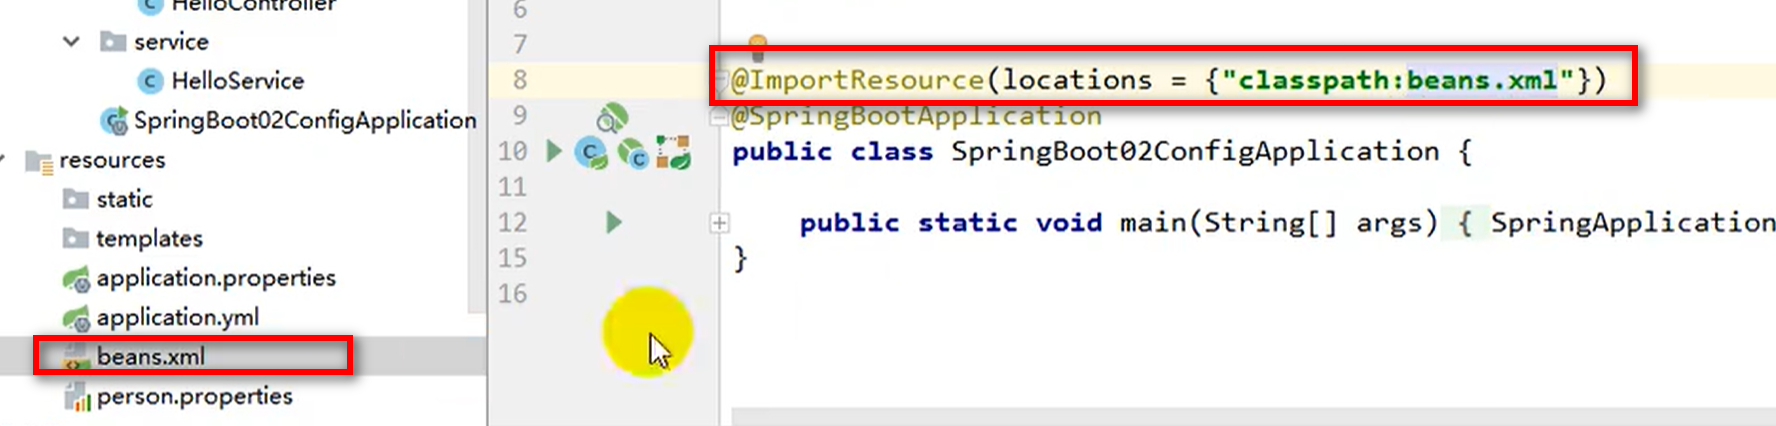 HelloController
service
HelloService
SpringBoot02ConfigApplication
resources
static
templates
application.properties
application.yml
beans.xml
person.properties
6
7
8 @ImportResource(locations = {"classpath:beans.xml"})
9 @SpringBootApplication
10 public class SpringBoot02ConfigApplication {
11
12 public static void main(String[] args) { SpringApplication
15 }
16